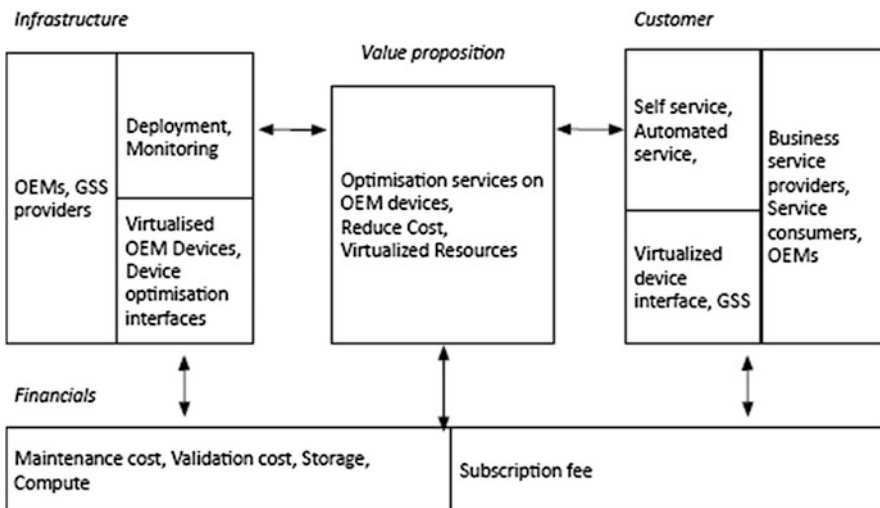 Infrastructure
OEMs, GSS
providers
Deployment,
Monitoring
Virtualised
OEM Devices,
Device
optimisation
interfaces
Value proposition
Optimisation services on
OEM devices,
Reduce Cost,
Virtualized Resources
Customer
Self service,
Automated
service,
Virtualized
device
interface, GSS
Business
service
providers,
Service
consumers,
OEMs
Financials
Maintenance cost, Validation cost, Storage,
Compute
Subscription fee